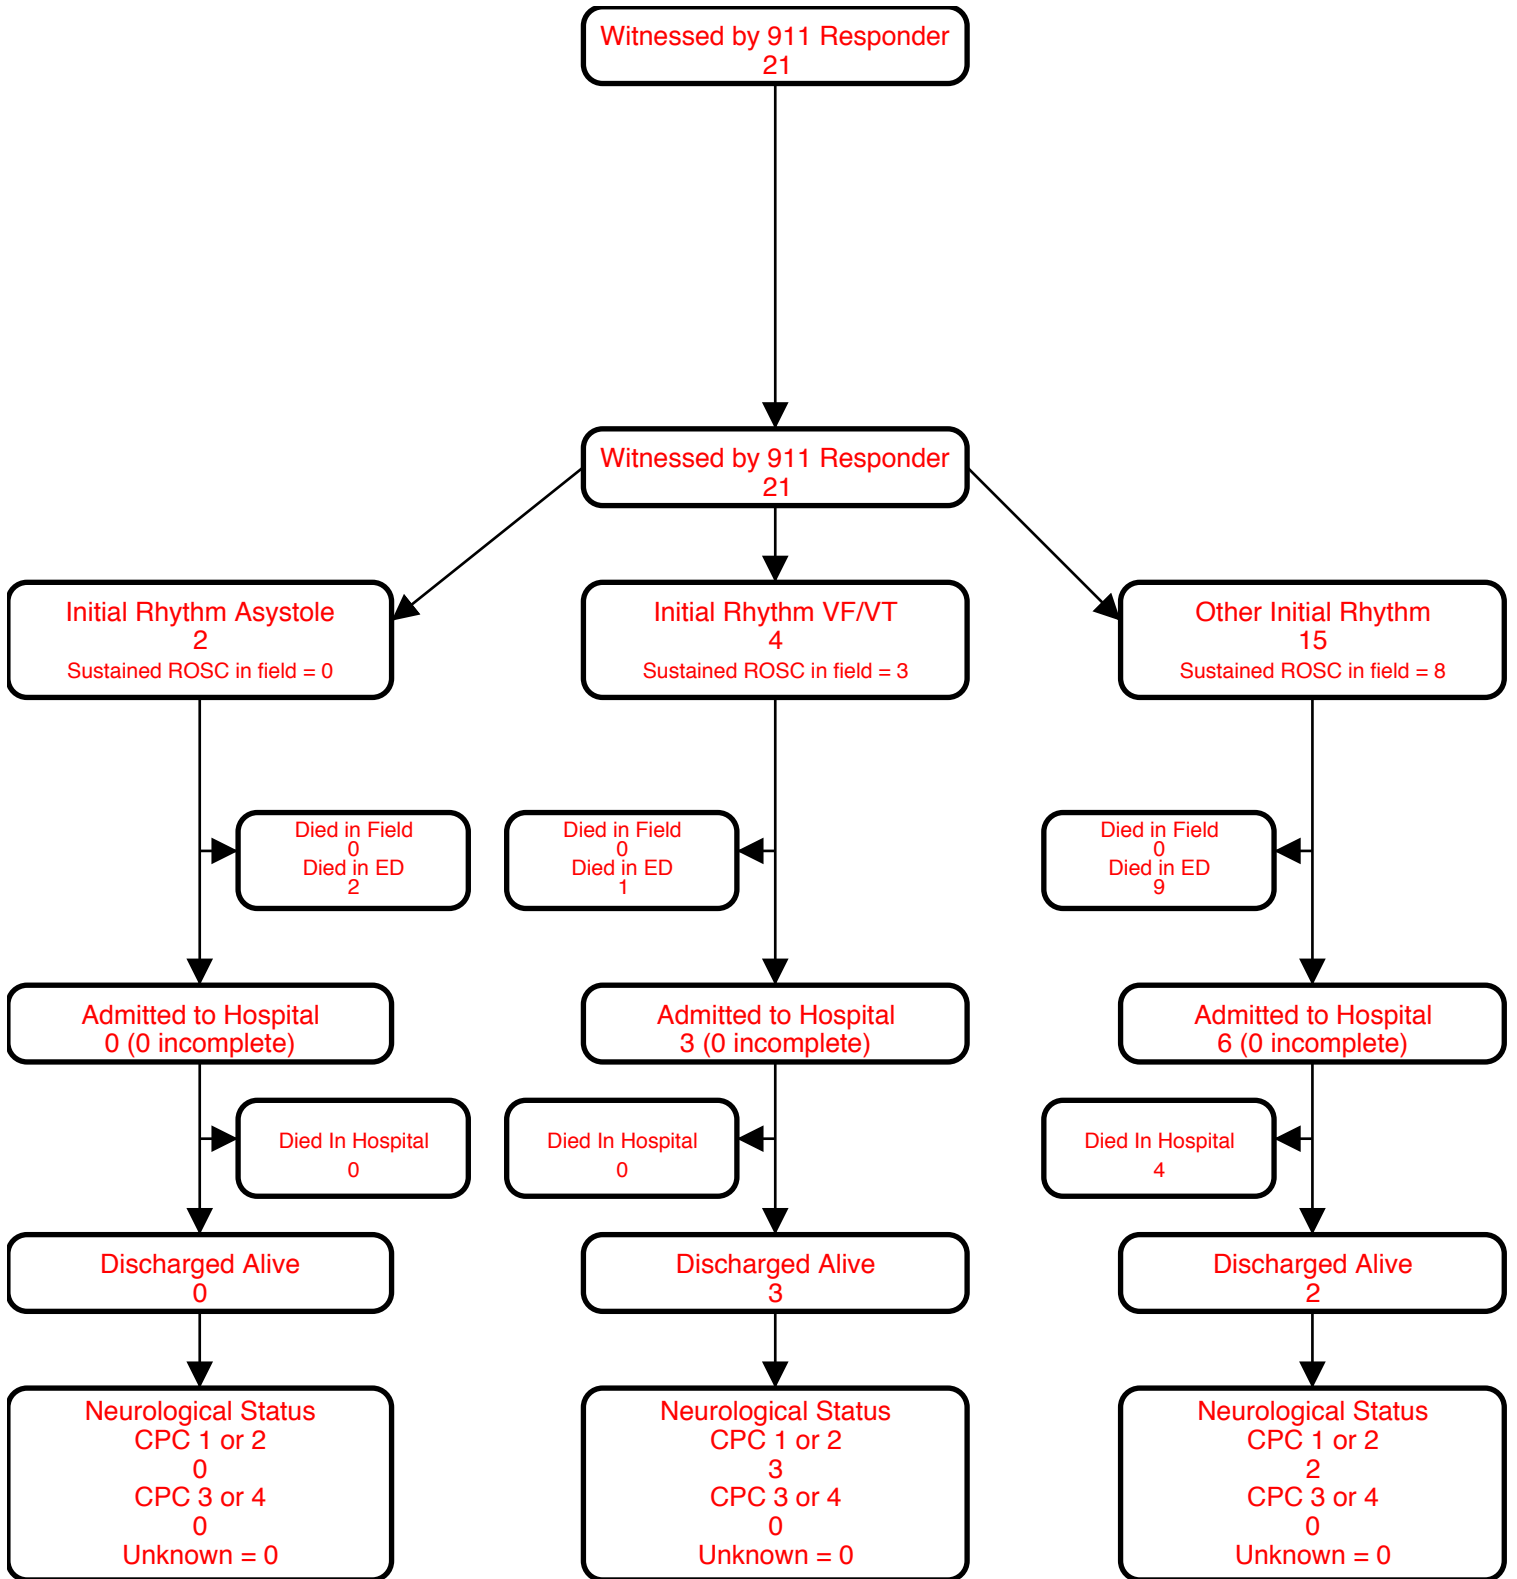 Witnessed by 911 Responder
21
Witnessed by 911 Responder
21
Initial Rhythm Asystole
2
Sustained ROSC in field = 0
Initial Rhythm VF/VT
4
Sustained ROSC in field = 3
Other Initial Rhythm
15
Sustained ROSC in field = 8
Died in Field
0
Died in ED
2
Died in Field
0
Died in ED
1
Died in Field
0
Died in ED
9
Admitted to Hospital
0 (0 incomplete)
Admitted to Hospital
3 (0 incomplete)
Admitted to Hospital
6 (0 incomplete)
Died In Hospital
0
Died In Hospital
0
Died In Hospital
4
Discharged Alive
0
Discharged Alive
3
Discharged Alive
2
Neurological Status
CPC 1 or 2
0
CPC 3 or 4
0
Unknown = 0
Neurological Status
CPC 1 or 2
3
CPC 3 or 4
0
Unknown = 0
Neurological Status
CPC 1 or 2
2
CPC 3 or 4
0
Unknown = 0